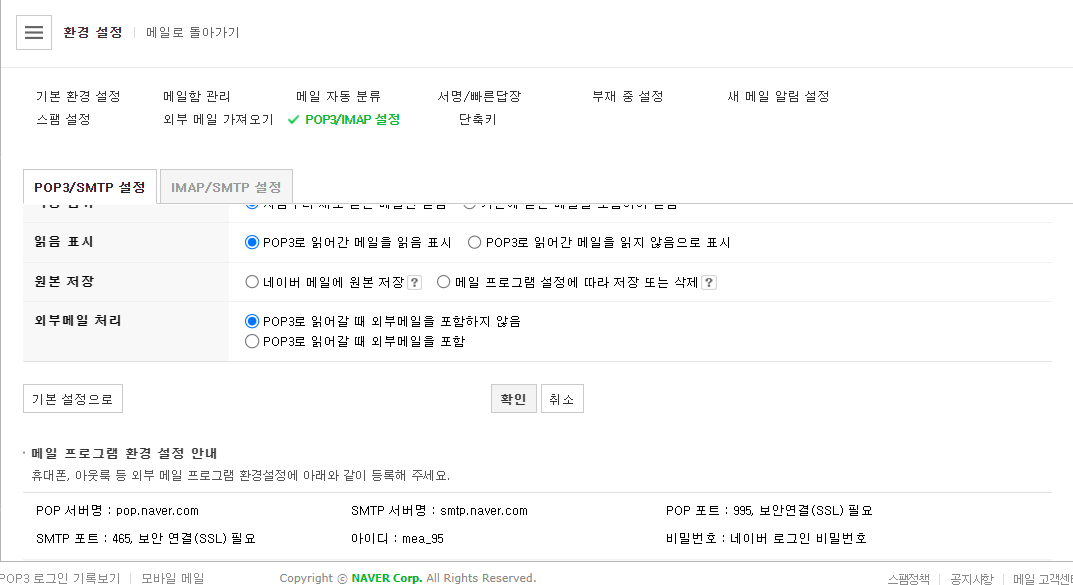 환경 설정 메일로 돌아가기
기본 환경 설정 메일함 관리 메일 자동 분류 서명/빠른답장 부재 중 설정 새 메일 알림 설정
스팸 설정 외부 메일 가져오기 POP3/IMAP 설정 단축키
POP3/SMTP 설정 IMAP/SMTP 설정
읽음 표시 POP3로 읽어간 메일을 읽음 표시 POP3로 읽어간 메일을 읽지 않음으로 표시
원본 저장 네이버 메일에 원본 저장 ? 메일 프로그램 설정에 따라 저장 또는 삭제 ?
외부메일 처리 POP3로 읽어갈 때 외부메일을 포함하지 않음
POP3로 읽어갈 때 외부메일을 포함
기본 설정으로 확인 취소
· 메일 프로그램 환경 설정 안내
휴대폰, 아웃룩 등 외부 메일 프로그램 환경설정에 아래와 같이 등록해 주세요.
POP 서버명 : pop.naver.com SMTP 서버명 : smtp.naver.com POP 포트 : 995, 보안연결(SSL) 필요
SMTP 포트 : 465, 보안 연결(SSL) 필요 아이디 : mea_95 비밀번호 : 네이버 로그인 비밀번호
POP3 로그인 기록보기 모바일 메일 Copyright © NAVER Corp. All Rights Reserved. 스팸정책 공지사항 메일 고객센